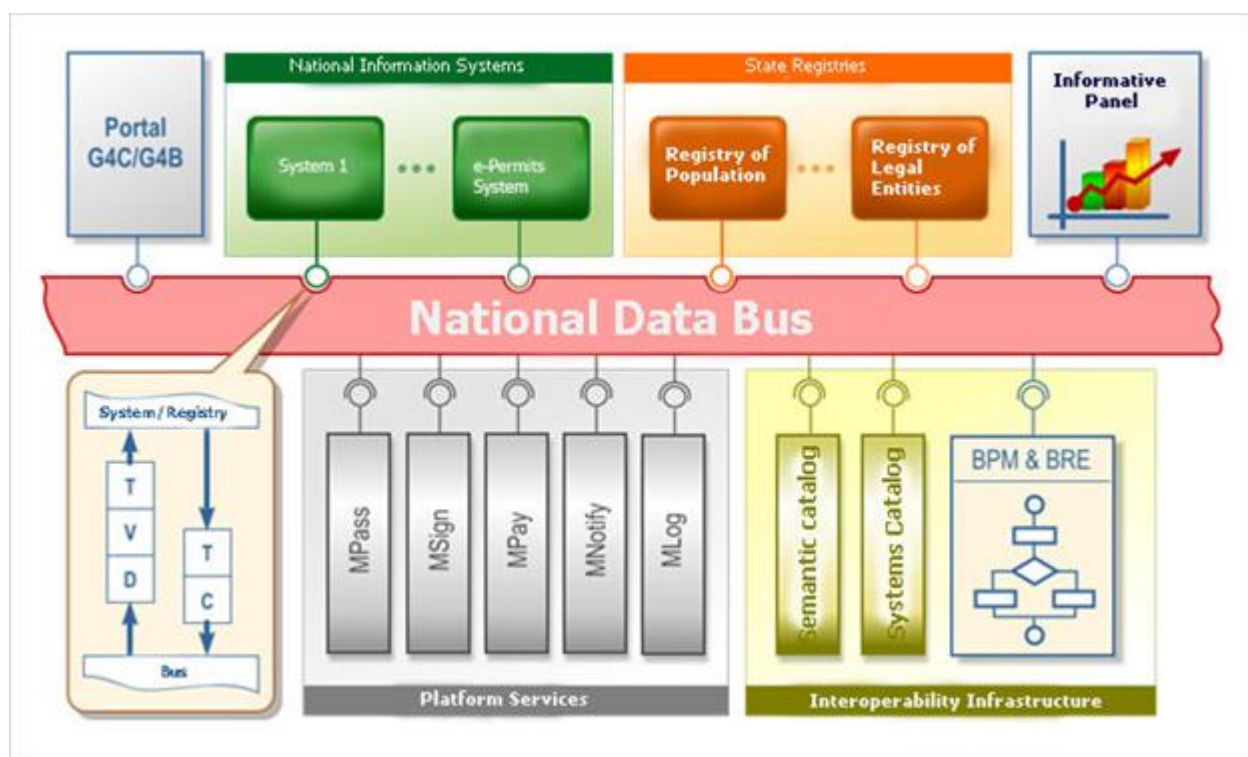 Portal
G4C/G4B
National Information Systems
System 1
e-Permits
System
State Registries
Registry of
Population
Registry of
Legal
Entities
Informative
Panel
National Data Bus
System/Registry
T
V
D
T
C
Bus
MPass
MSign
MPay
MNotify
MLog
Platform Services
Semantic catalog
Systems Catalog
BPM & BRE
Interoperability Infrastructure